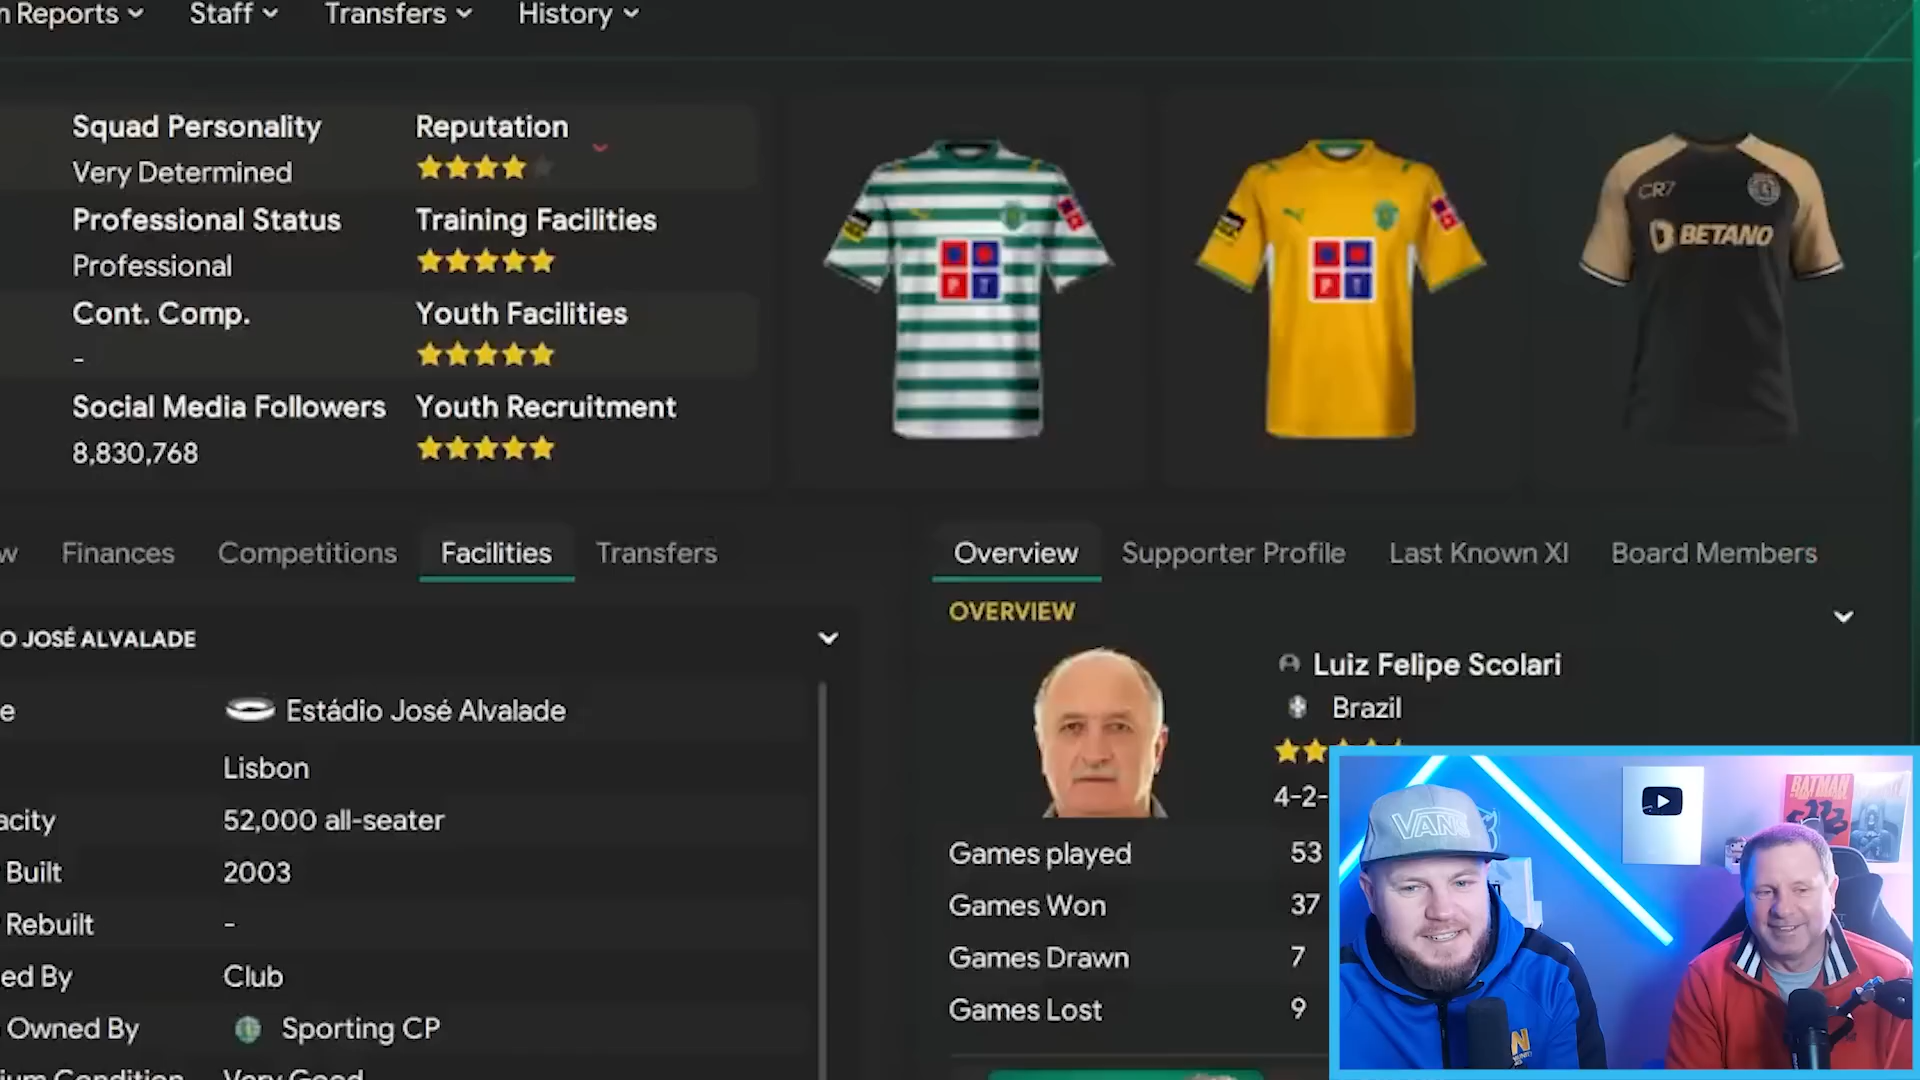 n Reports
Staff
Transfers
History
Squad Personality
Very Determined
Professional Status
Professional
Cont. Comp.
-
Social Media Followers
8,830,768
Reputation
Training Facilities
Youth Facilities
Youth Recruitment
P T
P T
CR7
BETANO
w
Finances
Competitions
Facilities
Transfers
O JOSÉ ALVALADE
e
Estádio José Alvalade
Lisbon
acity
52,000 all-seater
Built
2003
Rebuilt
-
ed By
Club
Owned By
Sporting CP
ium Condition
Very Good
Overview
Supporter Profile
Last Known XI
Board Members
OVERVIEW
Luiz Felipe Scolari
Brazil
4-2-
Games played
53
Games Won
37
Games Drawn
7
Games Lost
9
VANS
BATMAN